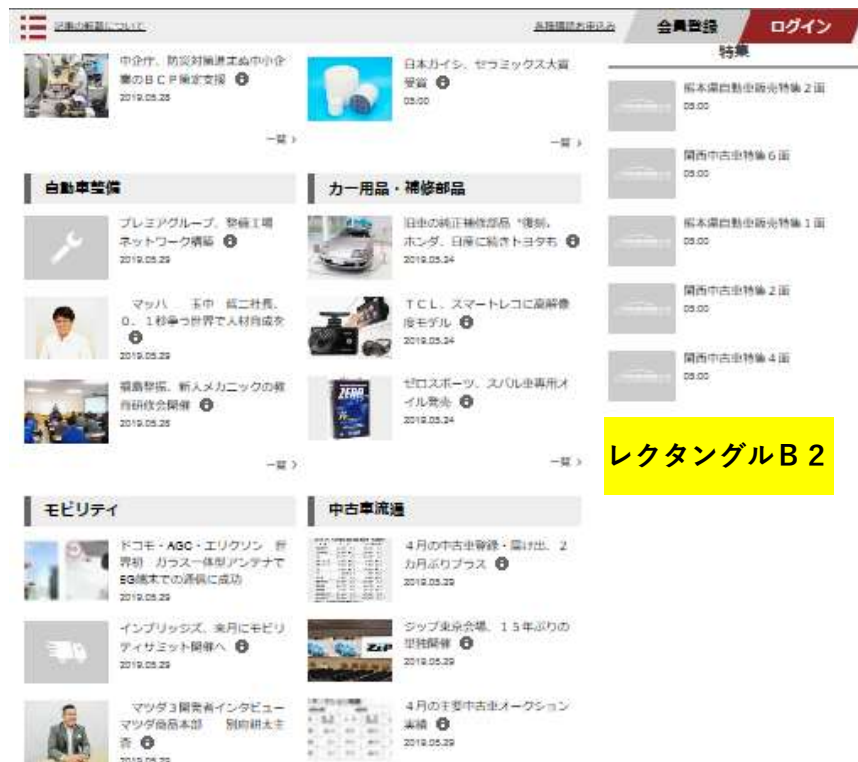 記事の転載について
各種購読お申込み
会員登録
ログイン
中企庁、防災対策進まぬ中小企
業のBCP策定支援
2019.05.28
一覧 >
日本ガイシ、セラミックス大賞
受賞
05:00
一覧 >
特集
熊本県自動車販売特集2面
05:00
関西中古車特集6面
05:00
熊本県自動車販売特集1面
05:00
関西中古車特集2面
05:00
関西中古車特集4面
05:00
レクタングルB2
自動車整備
プレミアグループ、整備工場
ネットワーク構築
2019.05.29
マッハ 玉中 哲二社長、
0.1秒争う世界で人材育成を
2019.05.29
福島整振、新人メカニックの教
育研修会開催
2019.05.28
一覧 >
カー用品・補修部品
旧車の純正補修部品“復刻、
ホンダ、日産に続きトヨタも
2019.05.24
TCL、スマートレコに高解像
度モデル
2019.05.24
ゼロスポーツ、スバル車専用オ
イル発売
2019.05.24
一覧 >
モビリティ
ドコモ・AGC・エリクソン 世
界初 ガラス一体型アンテナで
5G端末での通信に成功
2019.05.29
インプリッシズ、来月にモビリ
ティサミット開催へ
2019.05.29
マツダ3開発者インタビュー
マツダ商品本部 別府耕太主
査
2019.05.29
中古車流通
4月の中古車登録・届け出、2
カ月ぶりプラス
2019.05.29
ジップ東京会場、15年ぶりの
単独開催
2019.05.29
4月の主要中古車オークション
実績
2019.05.29
ZERO
ZIP